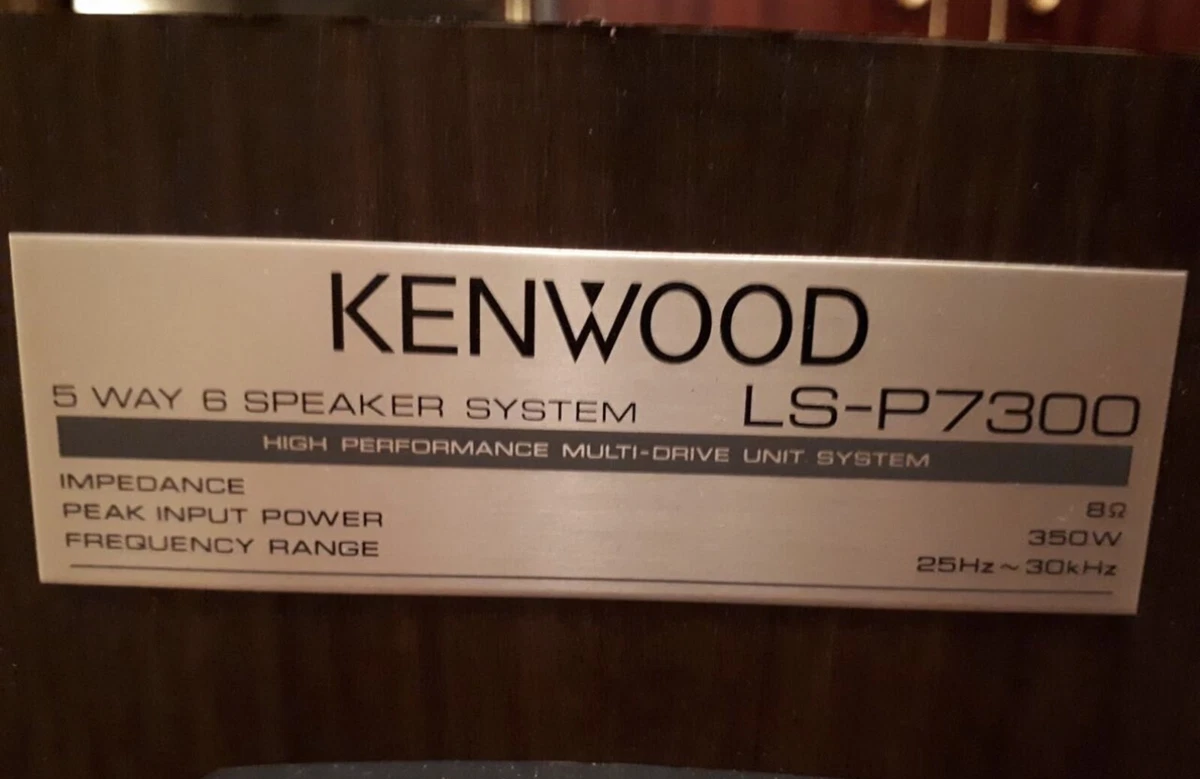 KENWOOD
5 WAY 6 SPEAKER SYSTEM LS-P7300
HIGH PERFORMANCE MULTI-DRIVE UNIT SYSTEM
IMPEDANCE 8Ω
PEAK INPUT POWER 350W
FREQUENCY RANGE 25Hz~30kHz